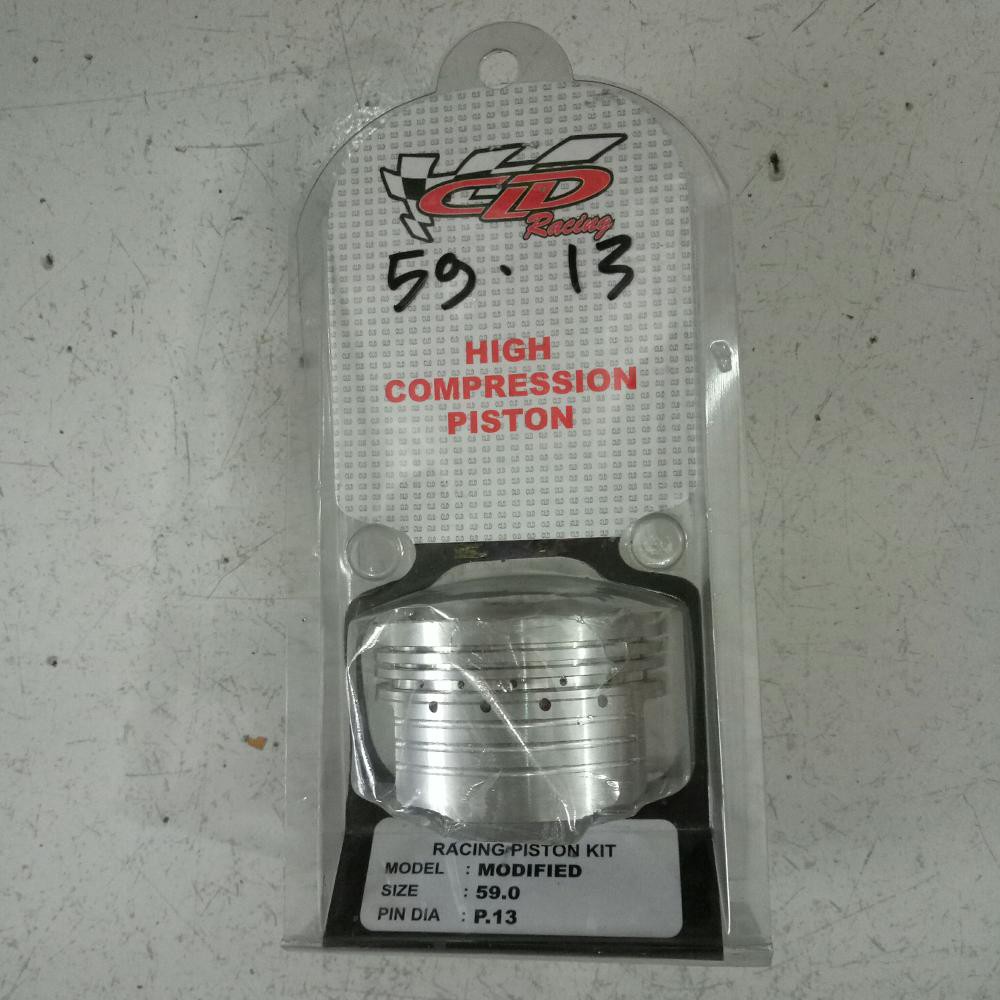 CLD
Racing
59. 13
HIGH
COMPRESSION
PISTON
RACING PISTON KIT
MODEL : MODIFIED
SIZE : 59.0
PIN DIA : P.13